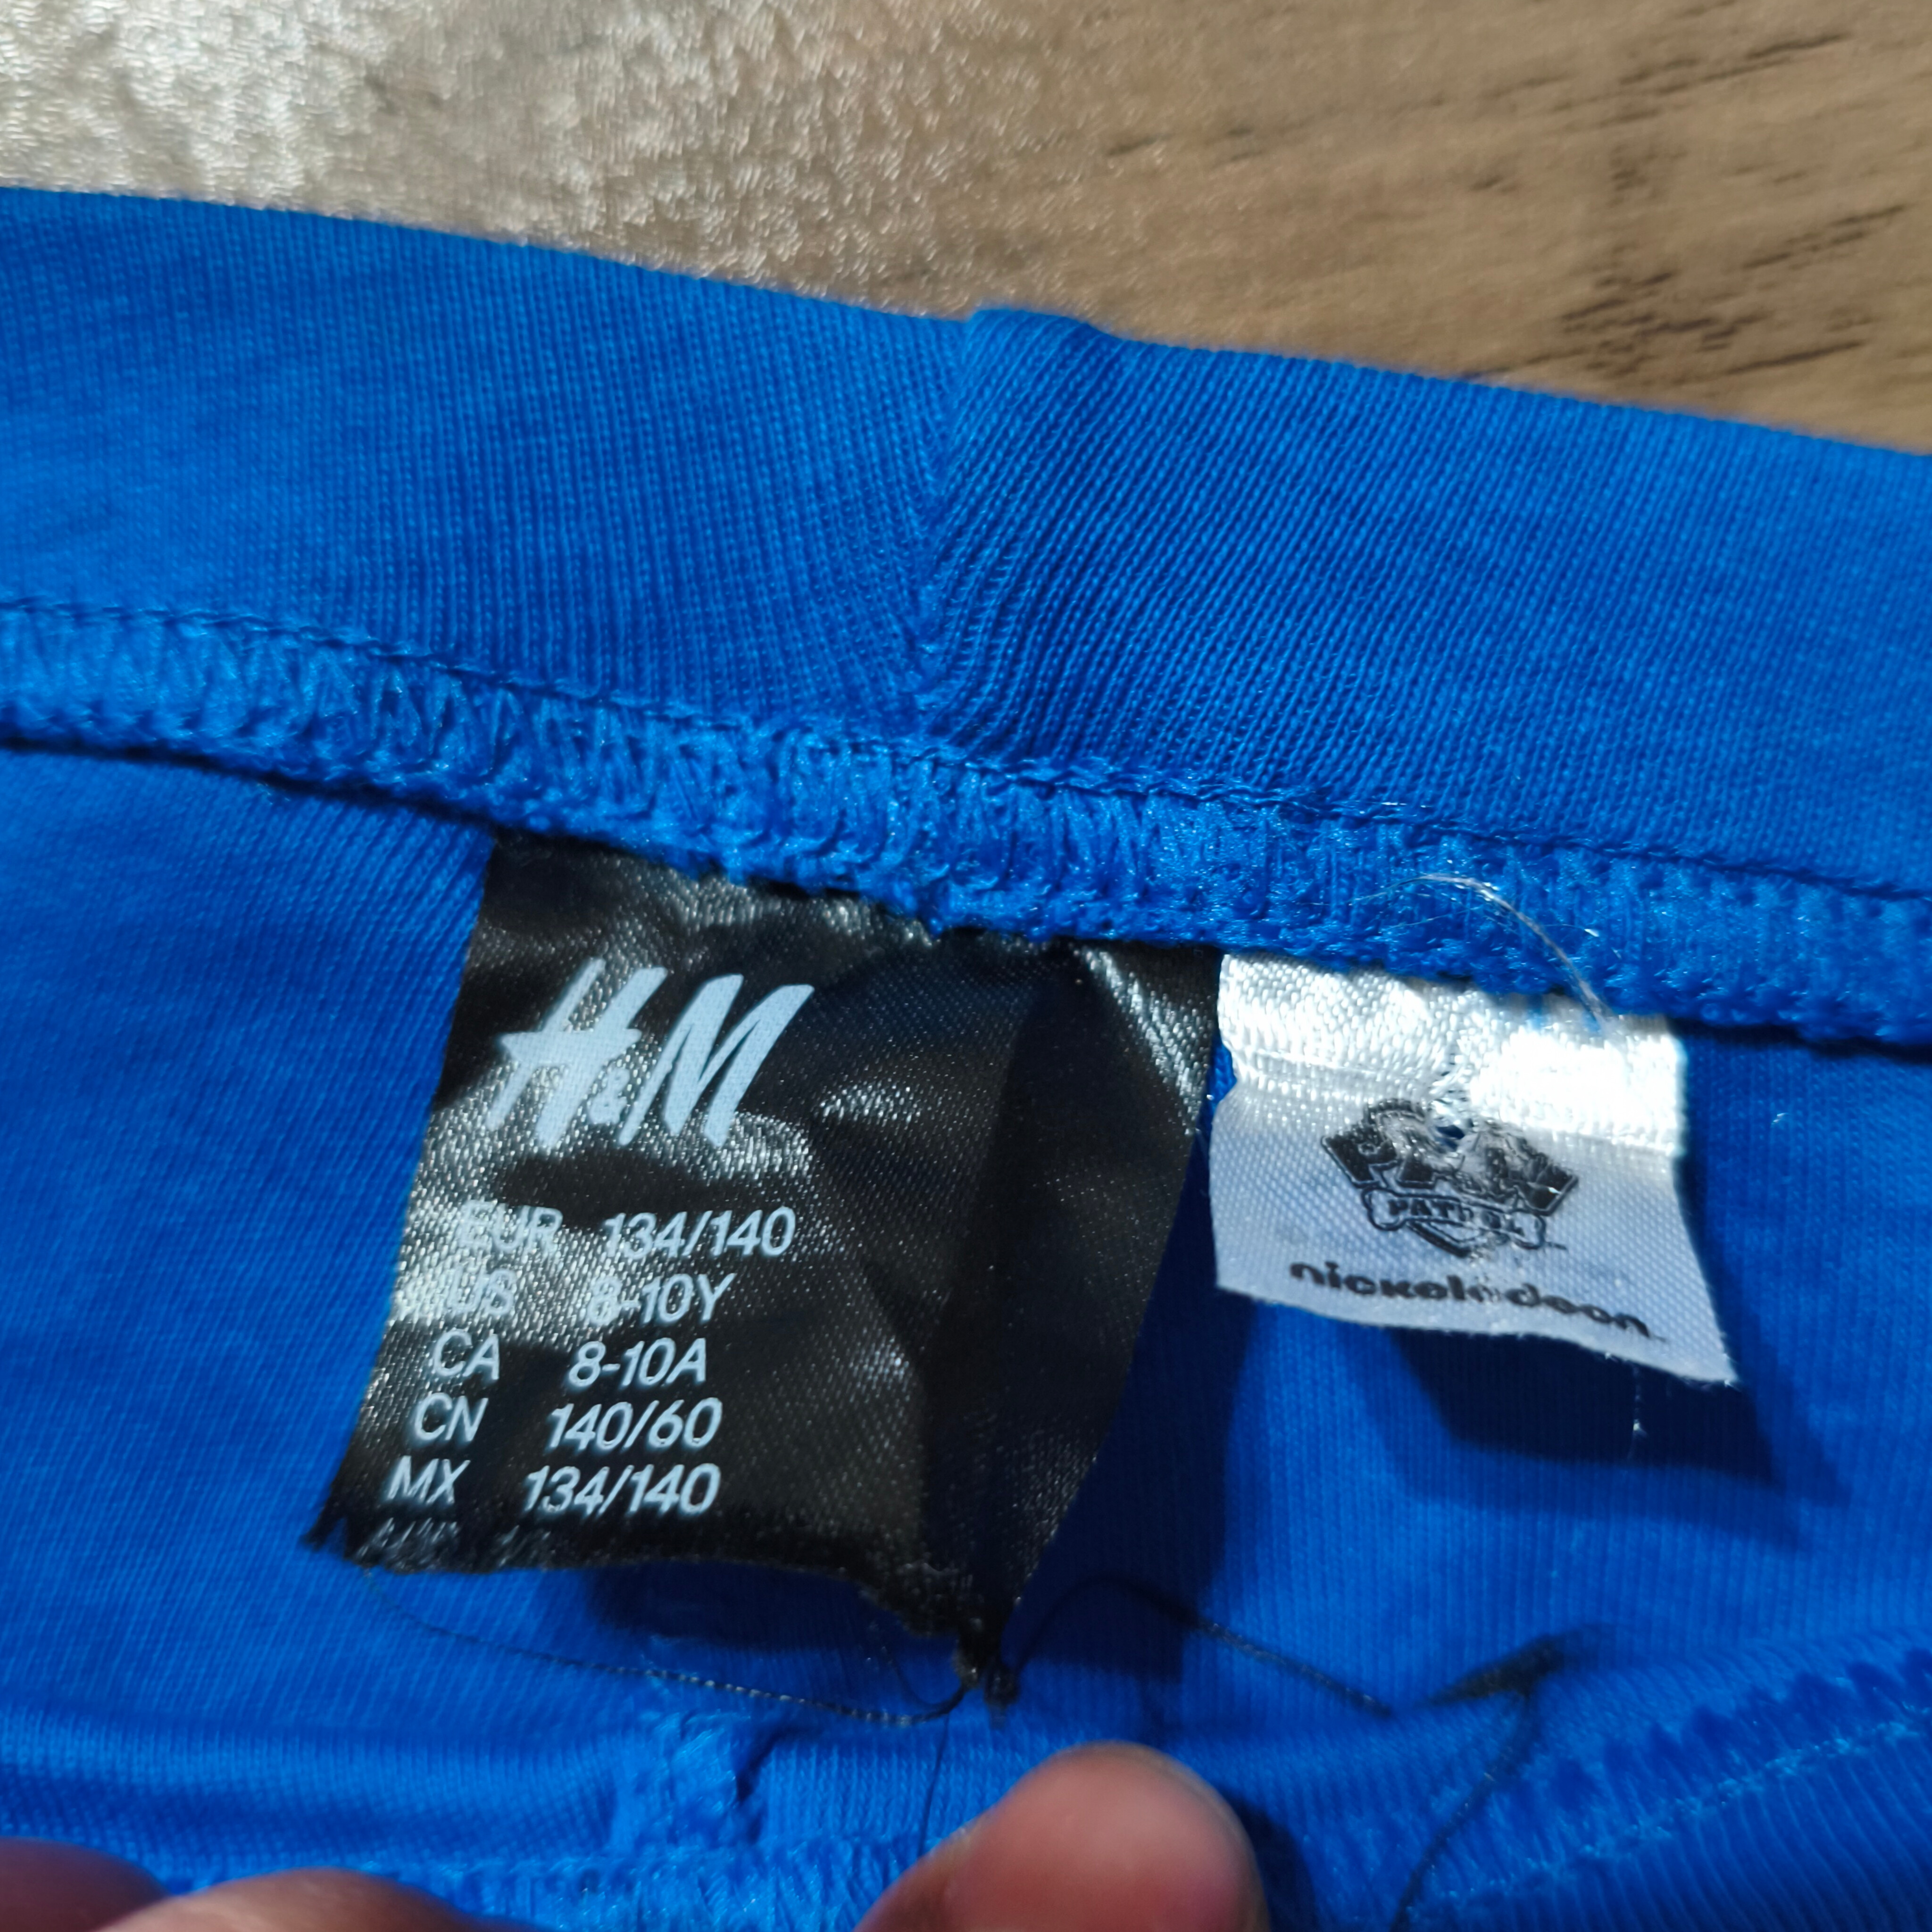 H&M
EUR 134/140
US 8-10Y
CA 8-10A
CN 140/60
MX 134/140
PAW
PATROL
nickelodeon